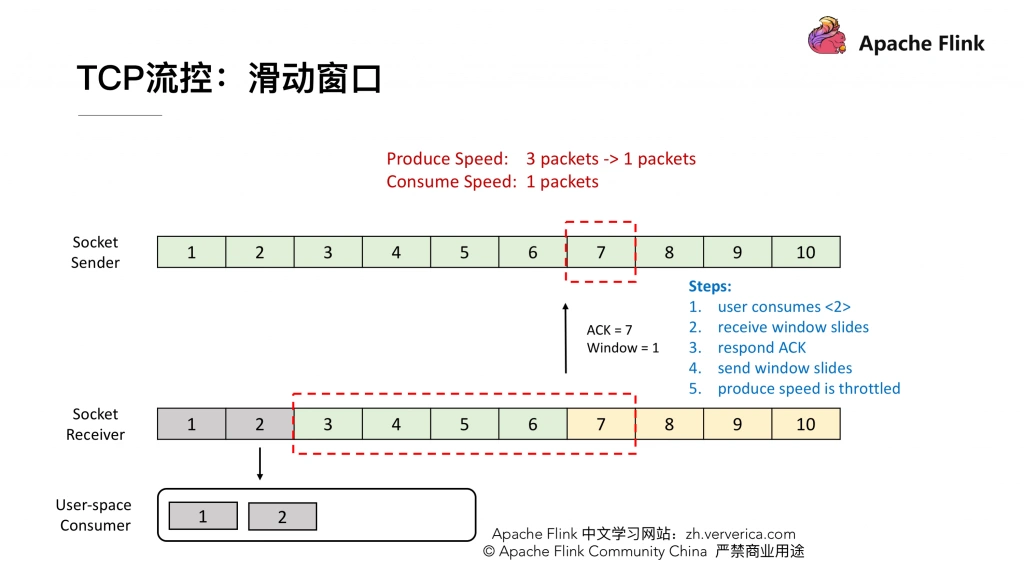 Apache Flink
TCP流控：滑动窗口
Produce Speed: 3 packets -> 1 packets
Consume Speed: 1 packets
Socket
Sender
1 2 3 4 5 6 7 8 9 10
Steps:
1. user consumes <2>
2. receive window slides
3. respond ACK
4. send window slides
5. produce speed is throttled
ACK = 7
Window = 1
Socket
Receiver
1 2 3 4 5 6 7 8 9 10
User-space
Consumer
1 2
Apache Flink 中文学习网站：zh.ververica.com
© Apache Flink Community China 严禁商业用途